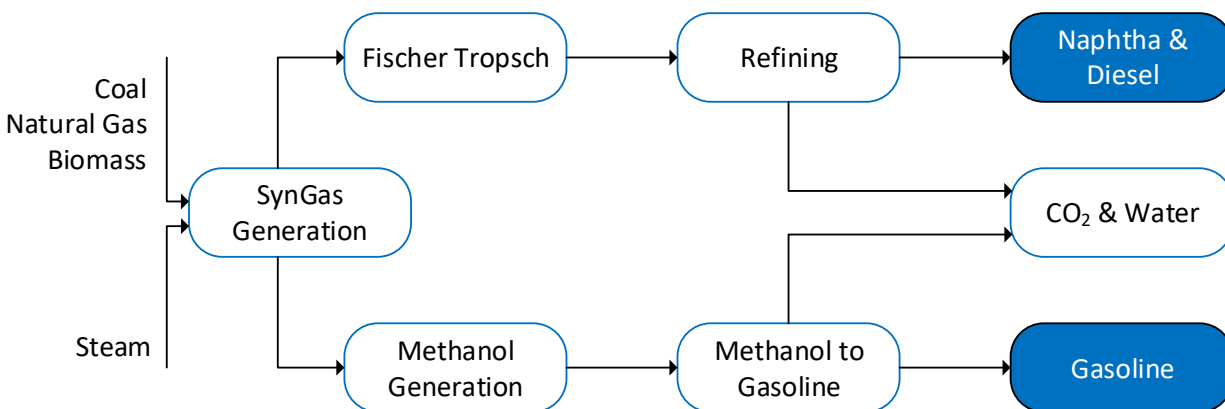 Fischer Tropsch
Refining
Naphtha &
Diesel
Coal
Natural Gas
Biomass
SynGas
Generation
CO₂ & Water
Steam
Methanol
Generation
Methanol to
Gasoline
Gasoline